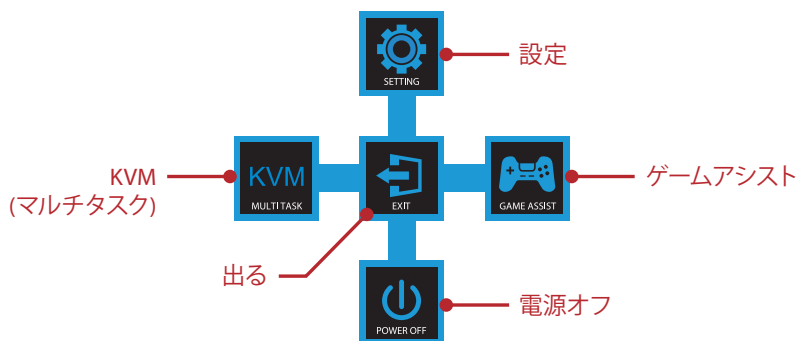 SETTING
設定
KVM
(マルチタスク)
KVM
MULTI TASK
EXIT
GAME ASSIST
ゲームアシスト
出る
POWER OFF
電源オフ